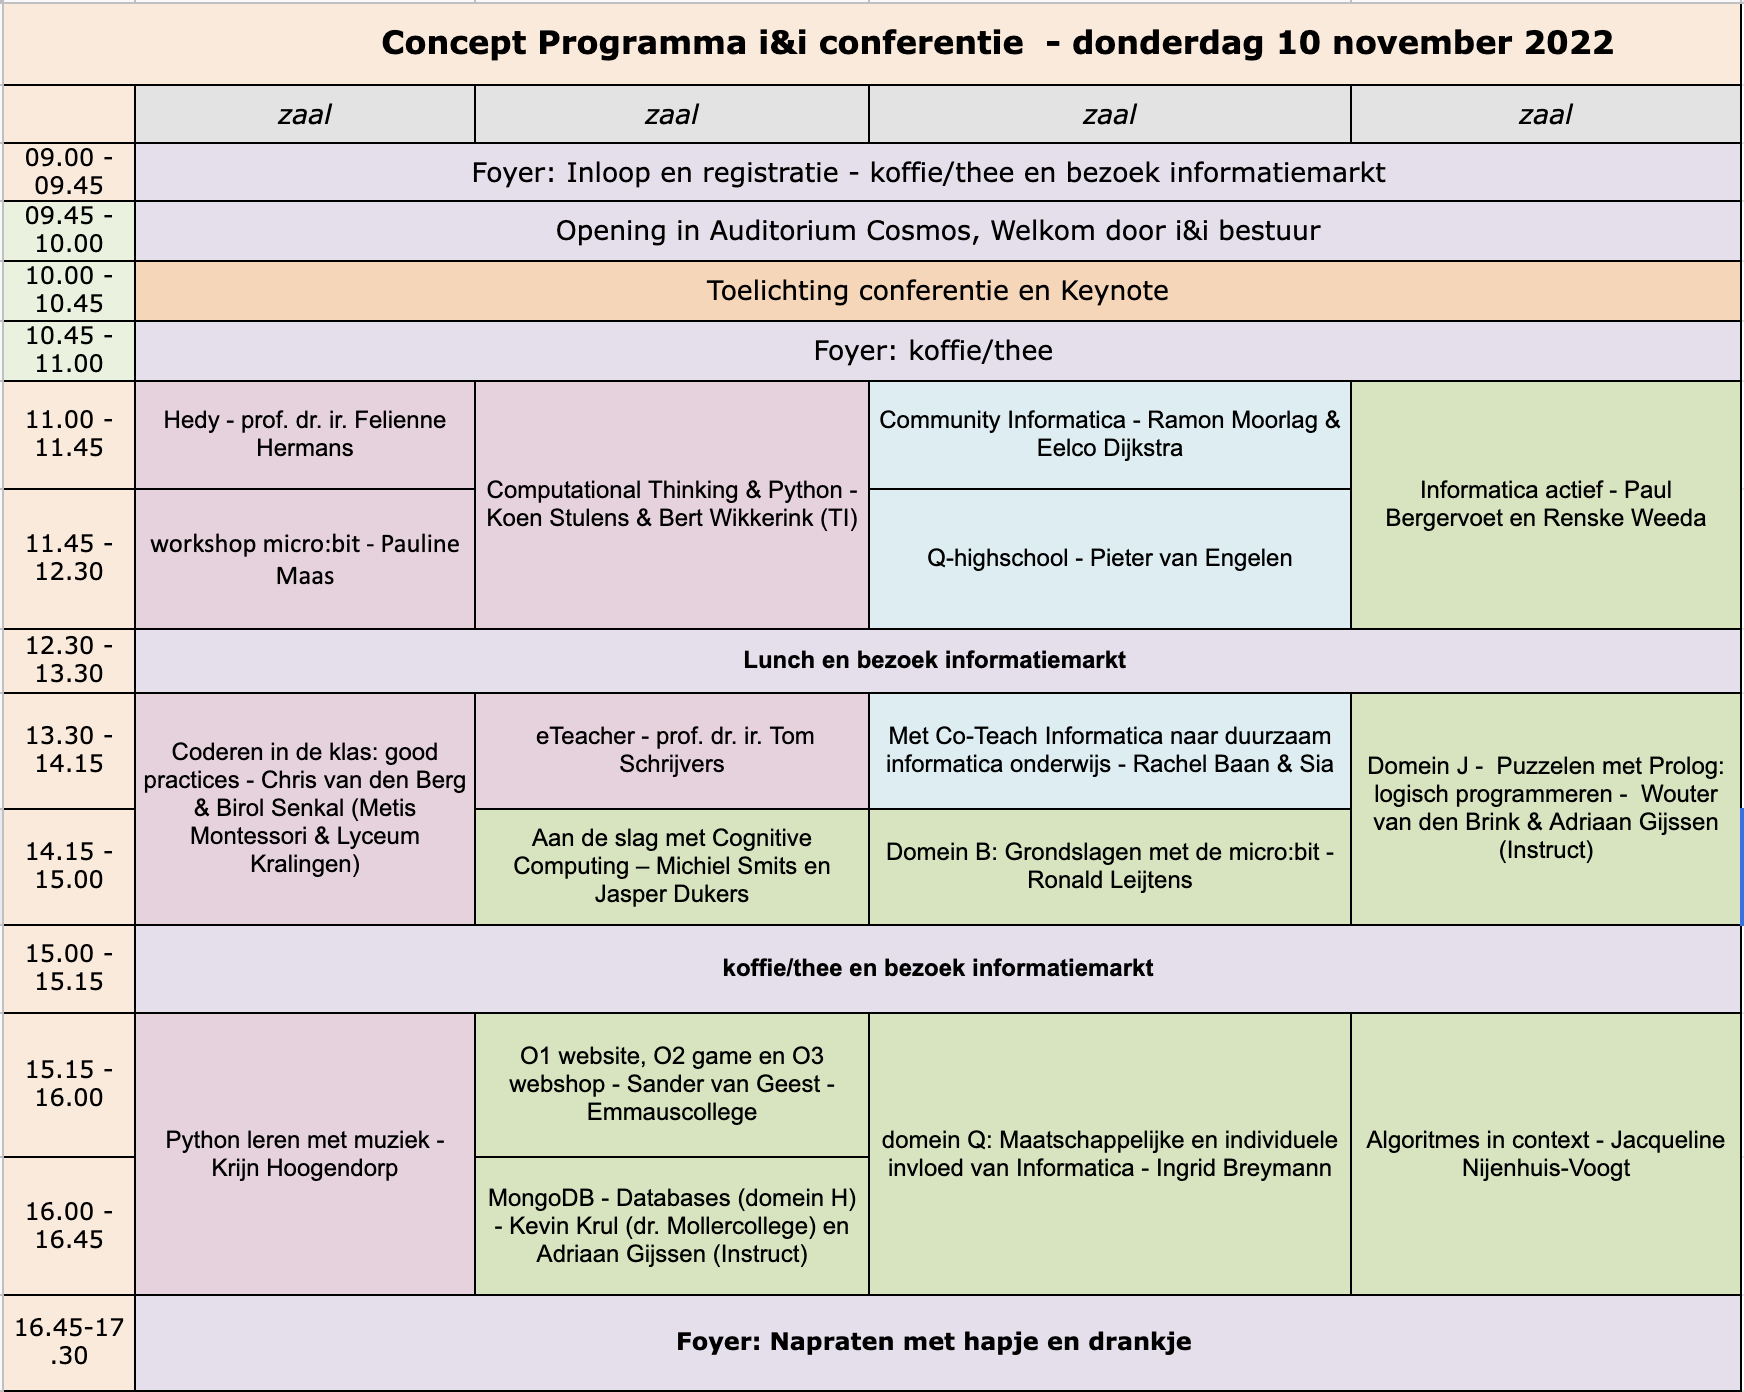 Concept Programma i&i conferentie  - donderdag 10 november 2022
zaal
zaal
zaal
zaal
09.00 -
09.45
Foyer: Inloop en registratie - koffie/thee en bezoek informatiemarkt
09.45 -
10.00
Opening in Auditorium Cosmos, Welkom door i&i bestuur
10.00 -
10.45
Toelichting conferentie en Keynote
10.45 -
11.00
Foyer: koffie/thee
11.00 -
11.45
Hedy - prof. dr. ir. Felienne
Hermans
Computational Thinking & Python -
Koen Stulens & Bert Wikkerink (TI)
Community Informatica - Ramon Moorlag &
Eelco Dijkstra
Informatica actief - Paul
Bergervoet en Renske Weeda
11.45 -
12.30
workshop micro:bit - Pauline
Maas
Q-highschool - Pieter van Engelen
12.30 -
13.30
Lunch en bezoek informatiemarkt
13.30 -
14.15
Coderen in de klas: good
practices - Chris van den Berg
& Birol Senkal (Metis
Montessori & Lyceum
Kralingen)
eTeacher - prof. dr. ir. Tom
Schrijvers
Met Co-Teach Informatica naar duurzaam
informatica onderwijs - Rachel Baan & Sia
Domein J -  Puzzelen met Prolog:
logisch programmeren -  Wouter
van den Brink & Adriaan Gijssen
(Instruct)
14.15 -
15.00
Aan de slag met Cognitive
Computing – Michiel Smits en
Jasper Dukers
Domein B: Grondslagen met de micro:bit -
Ronald Leijtens
15.00 -
15.15
koffie/thee en bezoek informatiemarkt
15.15 -
16.00
Python leren met muziek -
Krijn Hoogendorp
O1 website, O2 game en O3
webshop - Sander van Geest -
Emmauscollege
domein Q: Maatschappelijke en individuele
invloed van Informatica - Ingrid Breymann
Algoritmes in context - Jacqueline
Nijenhuis-Voogt
16.00 -
16.45
MongoDB - Databases (domein H)
- Kevin Krul (dr. Mollercollege) en
Adriaan Gijssen (Instruct)
16.45-17
.30
Foyer: Napraten met hapje en drankje